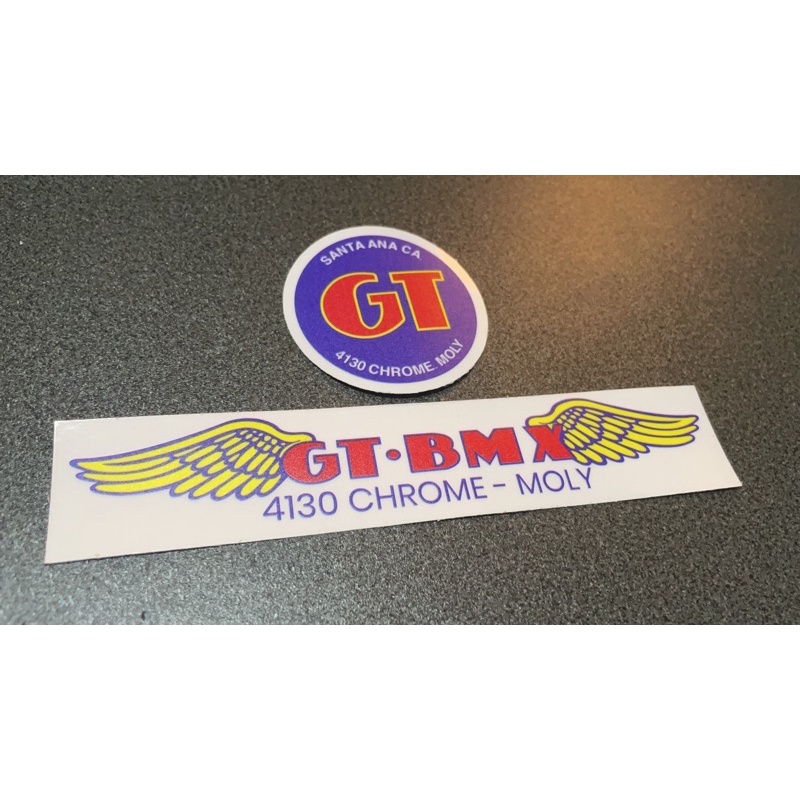 SANTA ANA CA
GT
4130 CHROME. MOLY
GT·BMX
4130 CHROME - MOLY